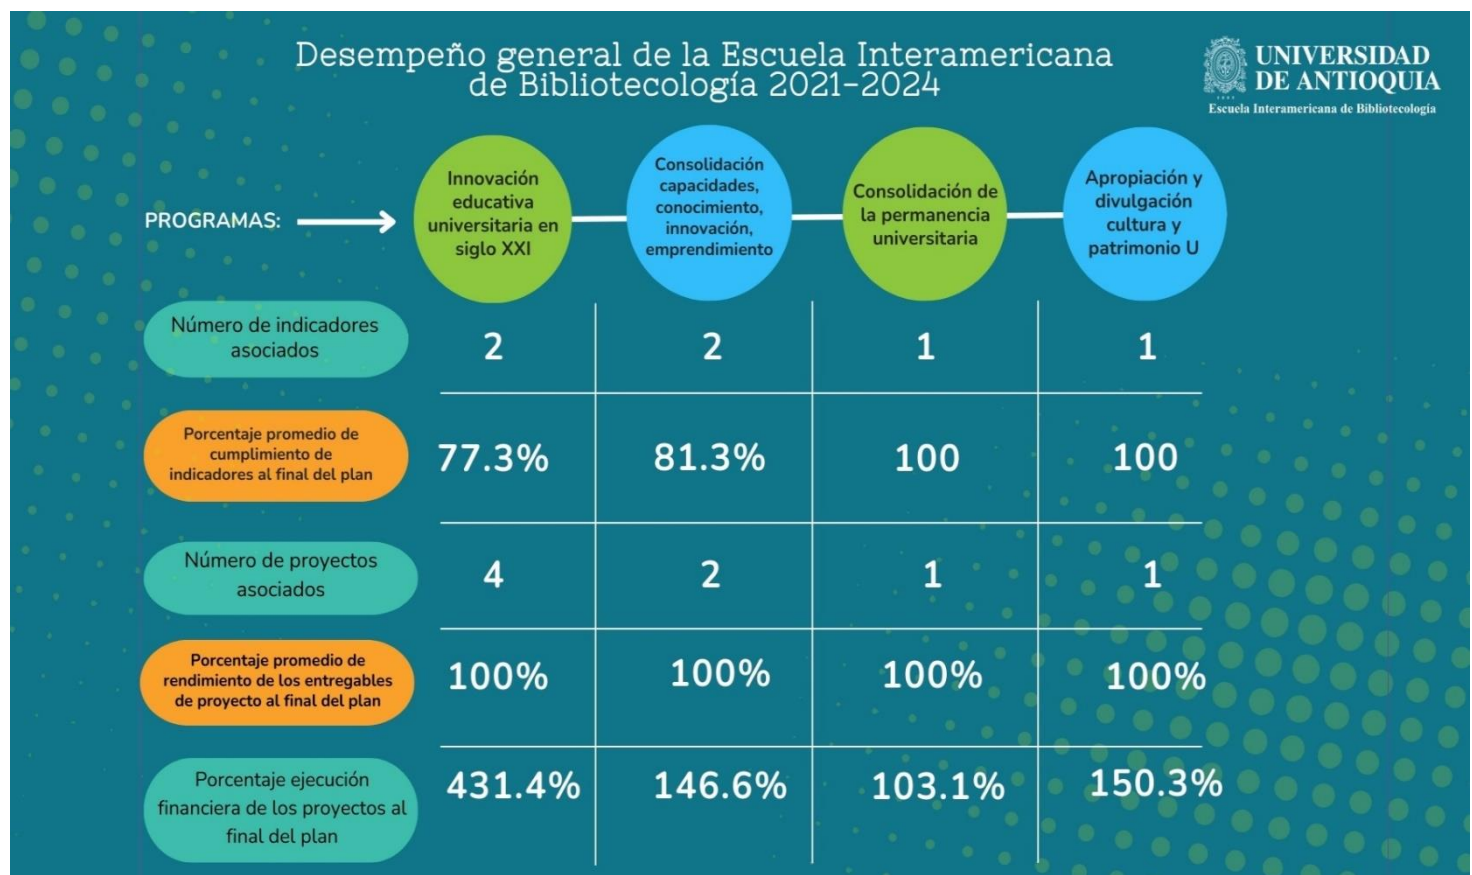 Desempeño general de la Escuela Interamericana
de Bibliotecología 2021-2024
UNIVERSIDAD
DE ANTIOQUIA
Escuela Interamericana de Bibliotecología
PROGRAMAS:
Innovación
educativa
universitaria en
siglo XXI
Consolidación
capacidades,
conocimiento,
innovación,
emprendimiento
Consolidación de
la permanencia
universitaria
Apropiación y
divulgación
cultura y
patrimonio U
Número de indicadores
asociados
2
2
1
1
Porcentaje promedio de
cumplimiento de
indicadores al final del plan
77.3%
81.3%
100
100
Número de proyectos
asociados
4
2
1
1
Porcentaje promedio de
rendimiento de los entregables
de proyecto al final del plan
100%
100%
100%
100%
Porcentaje ejecución
financiera de los proyectos al
final del plan
431.4%
146.6%
103.1%
150.3%